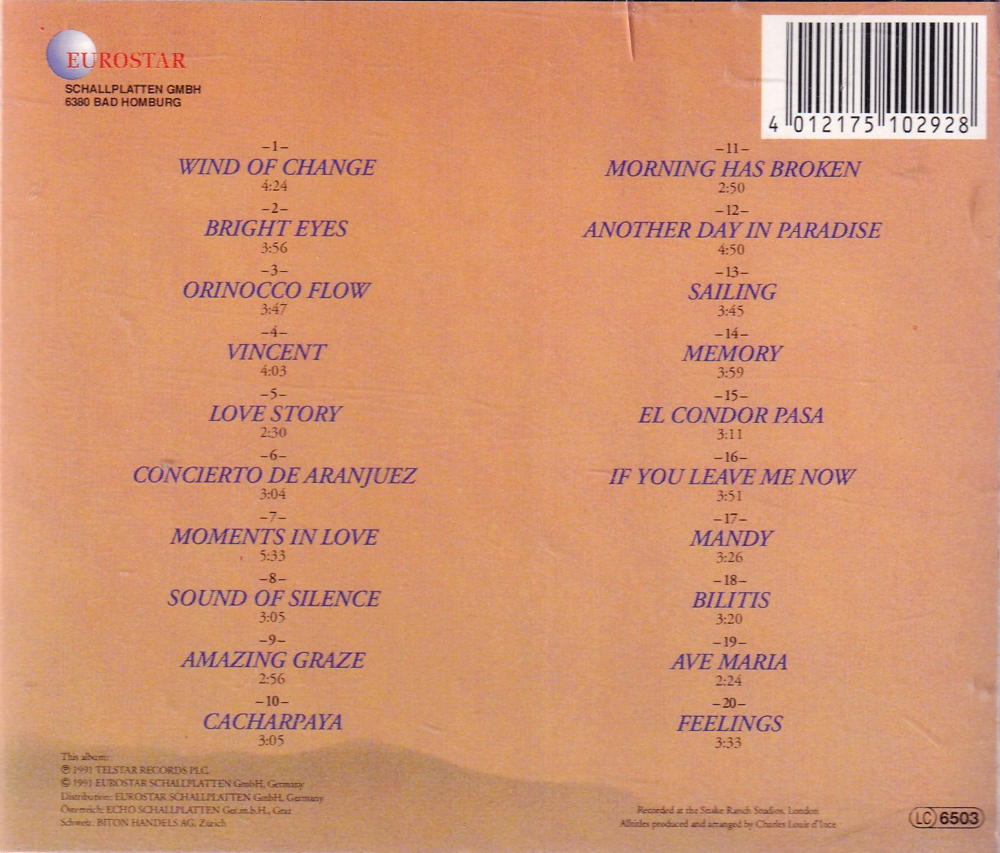 EUROSTAR
SCHALLPLATTEN GMBH
6380 BAD HOMBURG
4 012175 102928
–1–
WIND OF CHANGE
4:24
–2–
BRIGHT EYES
3:56
–3–
ORINOCCO FLOW
3:47
–4–
VINCENT
4:03
–5–
LOVE STORY
2:30
–6–
CONCIERTO DE ARANJUEZ
3:04
–7–
MOMENTS IN LOVE
5:33
–8–
SOUND OF SILENCE
3:05
–9–
AMAZING GRAZE
2:56
–10–
CACHARPAYA
3:05
–11–
MORNING HAS BROKEN
2:50
–12–
ANOTHER DAY IN PARADISE
4:50
–13–
SAILING
3:45
–14–
MEMORY
3:59
–15–
EL CONDOR PASA
3:11
–16–
IF YOU LEAVE ME NOW
3:51
–17–
MANDY
3:26
–18–
BILITIS
3:20
–19–
AVE MARIA
2:24
–20–
FEELINGS
3:33
This album:
℗ 1991 TELSTAR RECORDS PLC.
© 1991 EUROSTAR SCHALLPLATTEN GmbH, Germany
Distribution: EUROSTAR SCHALLPLATTEN GmbH, Germany
Österreich: ECHO SCHALLPLATTEN Ges.m.b.H., Graz
Schweiz: BITON HANDELS AG, Zürich
Recorded at the Snake Ranch Studios, London
Alltitles produced and arranged by Charles Louis d'Ince
LC 6503